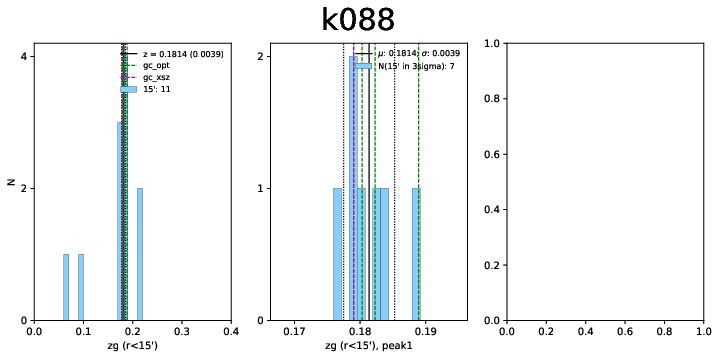 k088
z = 0.1814 (0.0039)
gc_opt
gc_xsz
15': 11
N
4
2
0
0.0 0.1 0.2 0.3 0.4
zg (r<15')
μ: 0.1814; σ: 0.0039
N(15' in 3sigma): 7
2
1
0
0.17 0.18 0.19
zg (r<15'), peak1
1.0
0.8
0.6
0.4
0.2
0.0
0.0 0.2 0.4 0.6 0.8 1.0